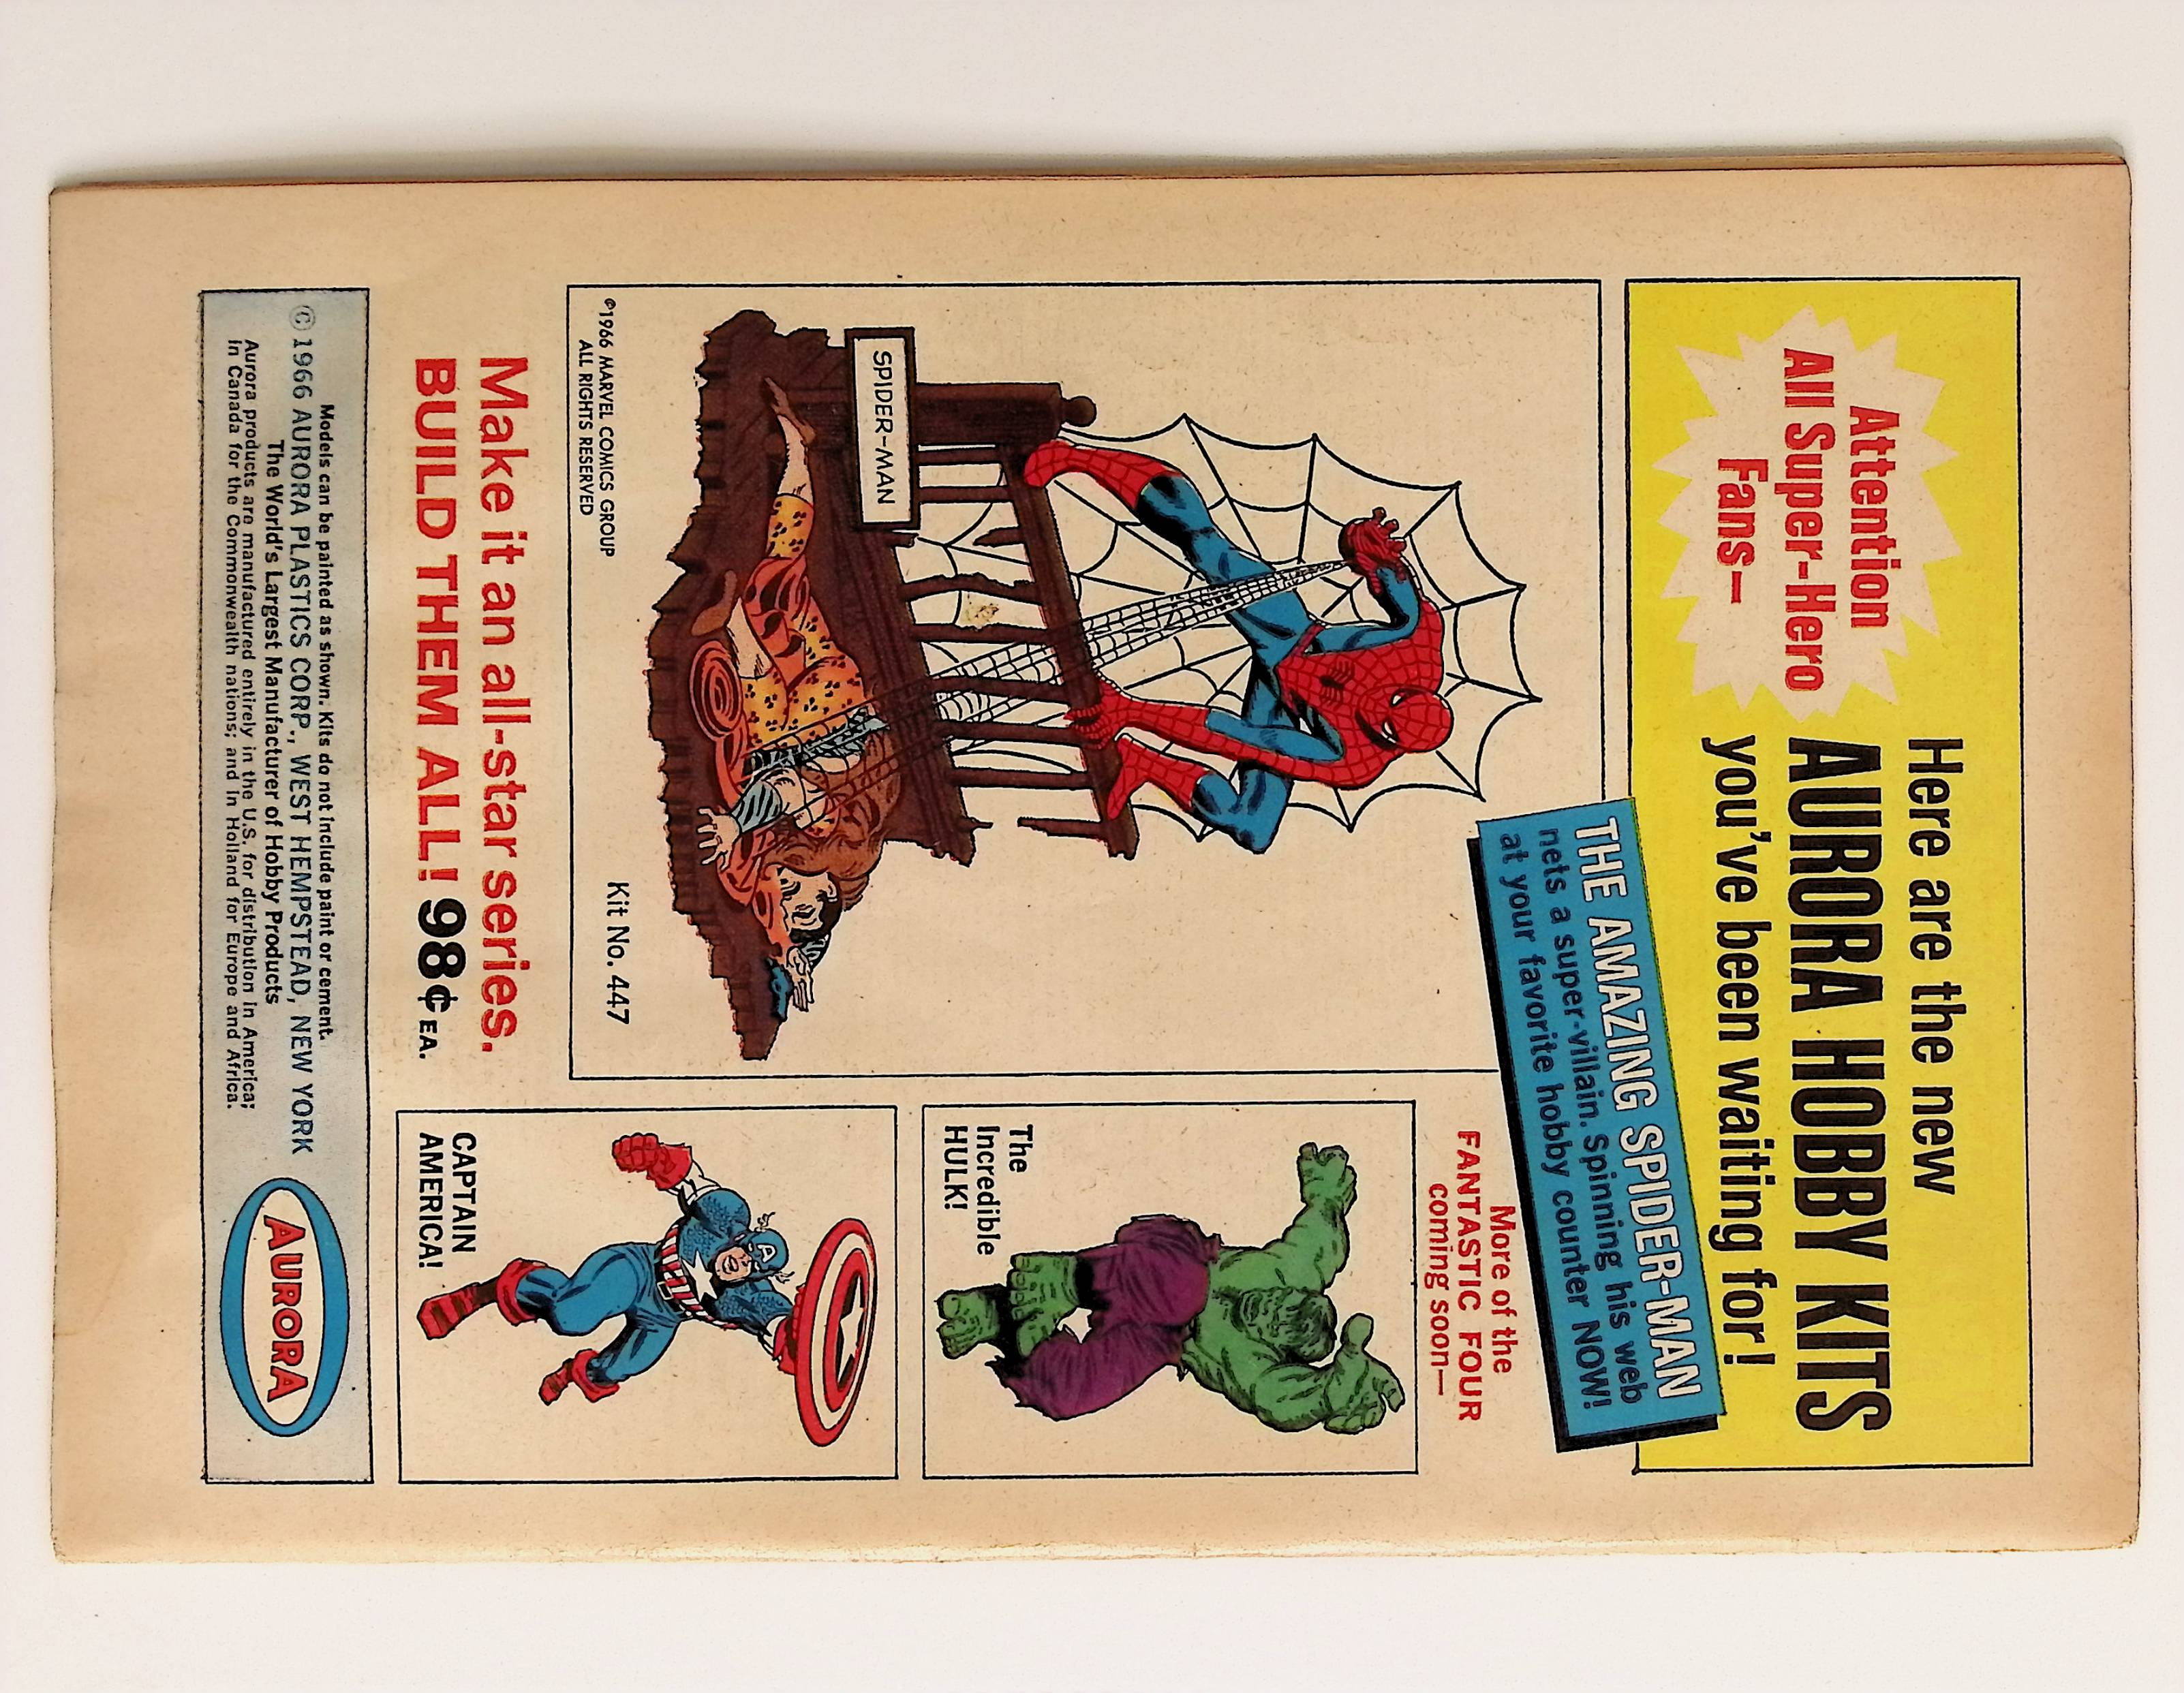 Attention
All Super-Hero
Fans—
Here are the new
AURORA HOBBY KITS
you've been waiting for!
THE AMAZING SPIDER-MAN
nets a super-villain. Spinning his web
at your favorite hobby counter NOW!
SPIDER-MAN
©1966 MARVEL COMICS GROUP
ALL RIGHTS RESERVED
Kit No. 447
More of the
FANTASTIC FOUR
coming soon—
The
Incredible
HULK!
CAPTAIN
AMERICA!
Make it an all-star series.
BUILD THEM ALL! 98¢ EA.
Models can be painted as shown. Kits do not include paint or cement.
© 1966 AURORA PLASTICS CORP., WEST HEMPSTEAD, NEW YORK
The World's Largest Manufacturer of Hobby Products
Aurora products are manufactured entirely in the U.S. for distribution in America;
in Canada for the Commonwealth nations; and in Holland for Europe and Africa.
AURORA